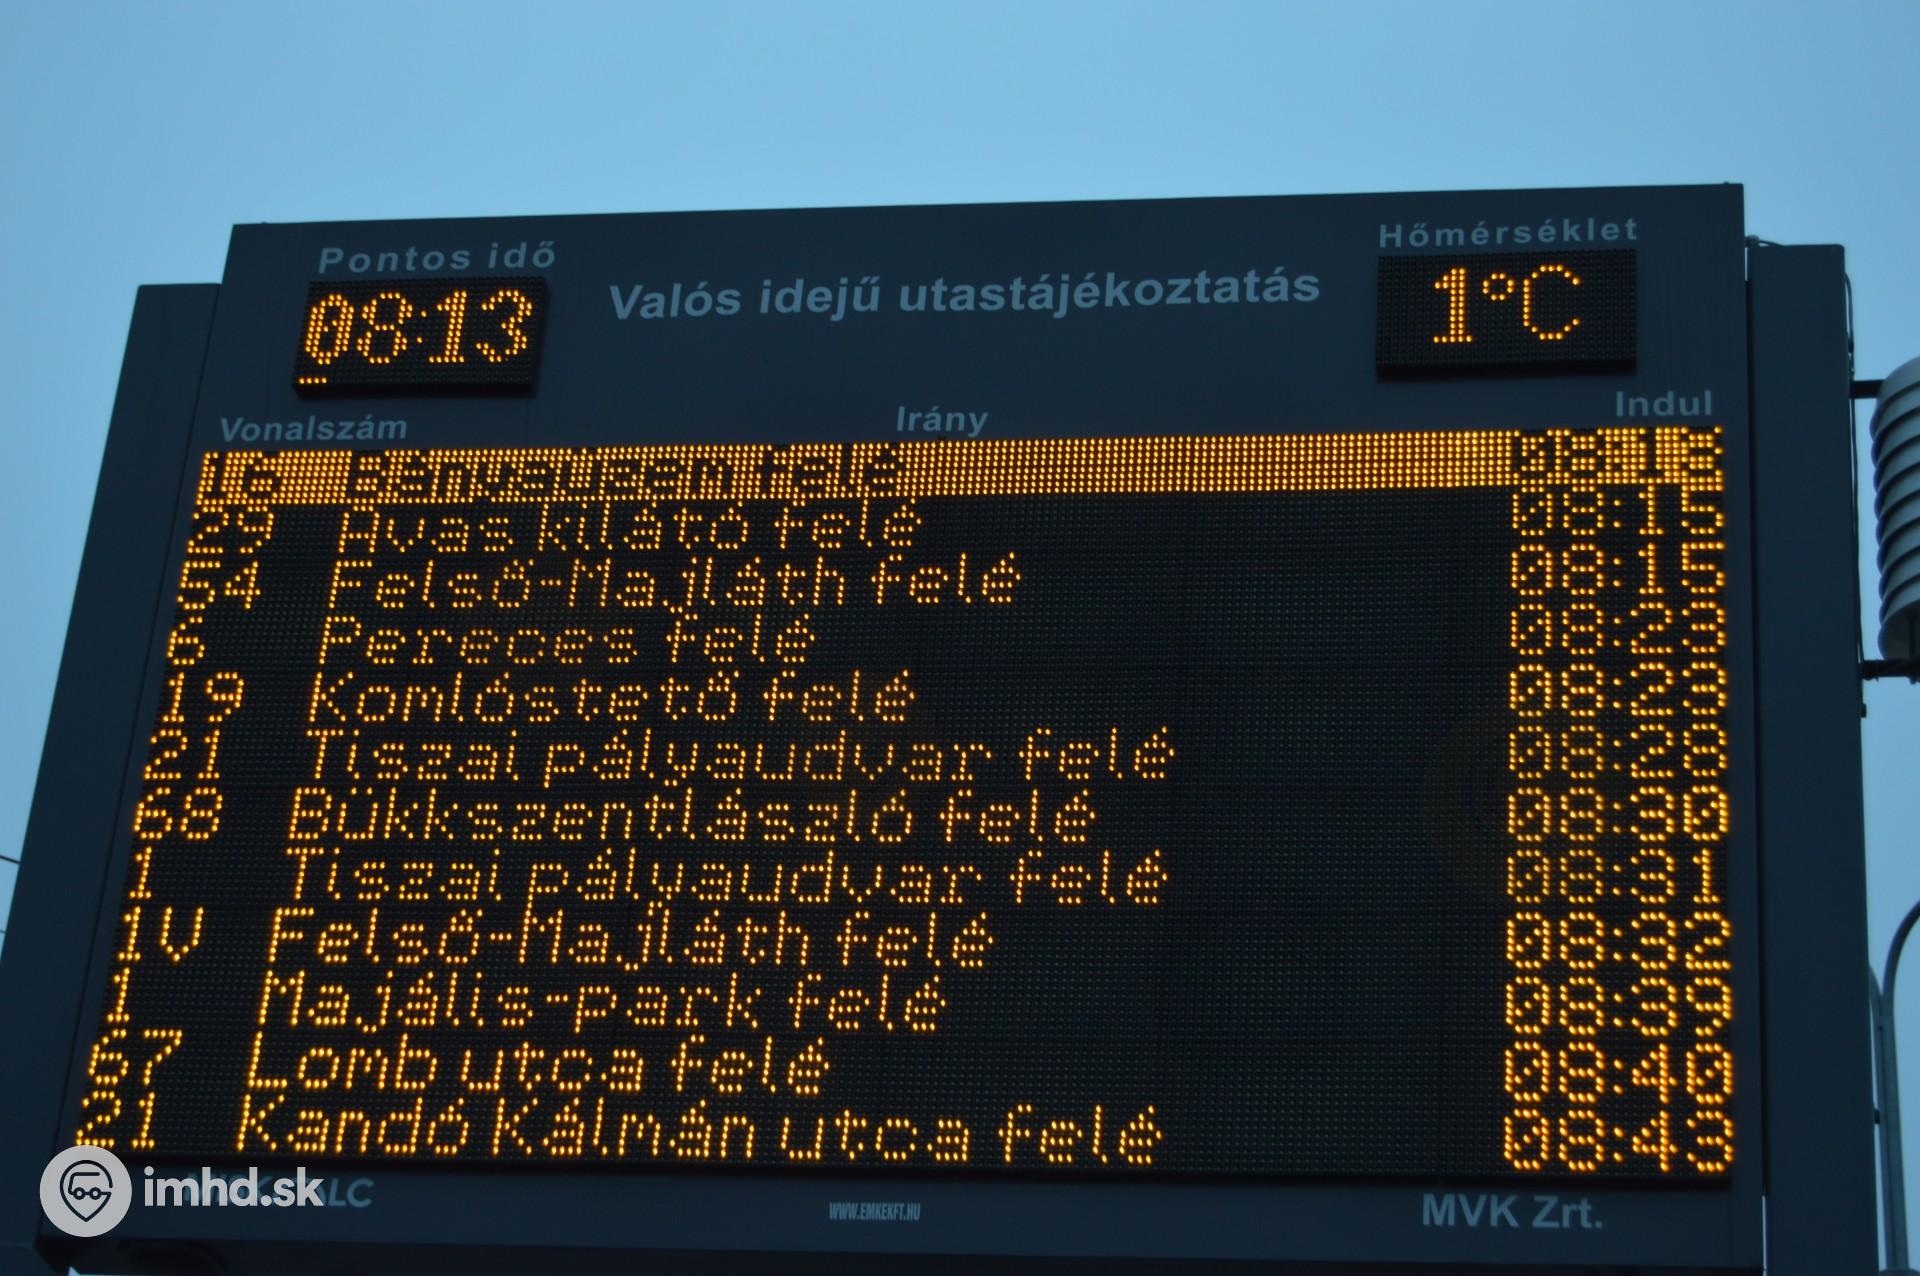 Pontos idő
Hőmérséklet
08:13
Valós idejű utastájékoztatás
1°C
Vonalszám
Irány
Indul
16 Bányaüzem felé
29 Avas kilátó felé 08:15
54 Felső-Majláth felé 08:15
6 Pereces felé 08:23
19 Komlóstető felé 08:23
21 Tiszai pályaudvar felé 08:28
68 Bükkszentlászló felé 08:30
1 Tiszai pályaudvar felé 08:31
1V Felső-Majláth felé 08:32
1 Majális-park felé 08:39
67 Lomb utca felé 08:40
21 Kandó Kálmán utca felé 08:43
imhd.sk
WWW.EMKEKFT.HU
MVK Zrt.